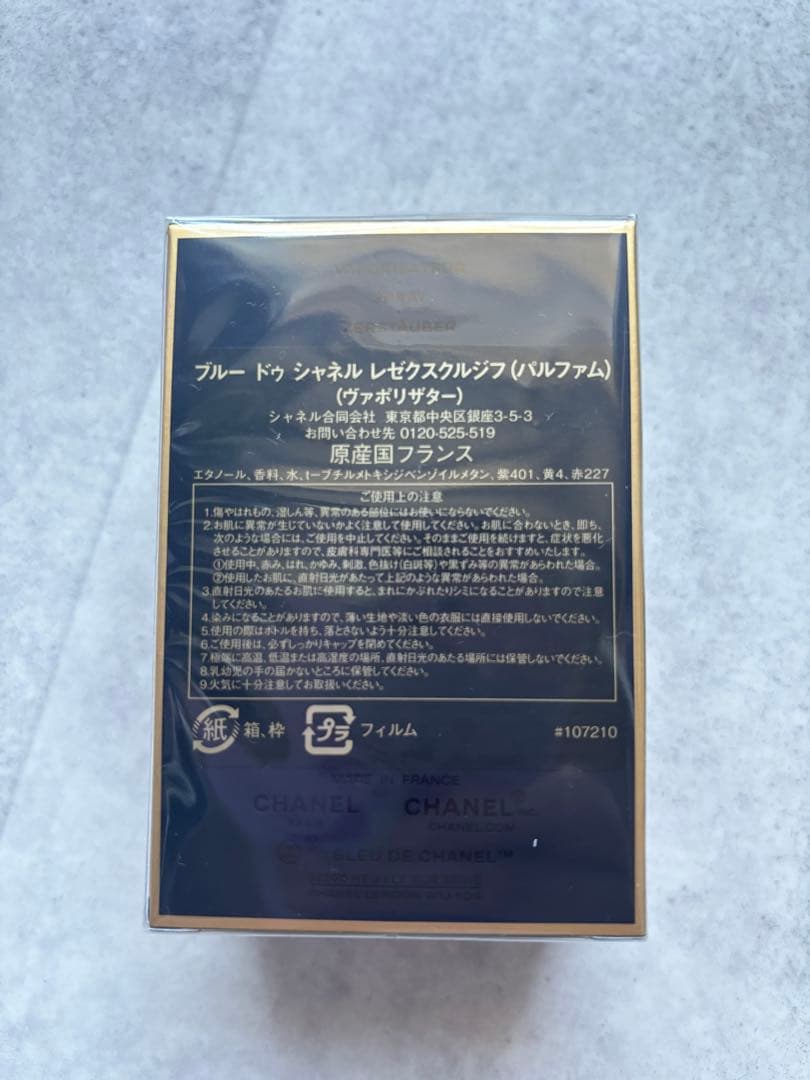 ZERSTÄUBER
ブルー ドゥ シャネル レゼクスクルジフ(パルファム)
(ヴァポリザター)
シャネル合同会社 東京都中央区銀座3-5-3
お問い合わせ先 0120-525-519
原産国フランス
エタノール、香料、水、t-ブチルメトキシジベンゾイルメタン、紫401、黄4、赤227
ご使用上の注意
1.傷やはれもの、湿しん等、異常のある部位にはお使いにならないでください。
2.お肌に異常が生じていないかよく注意して使用してください。お肌に合わないとき、即ち、
次のような場合には、ご使用を中止してください。そのままご使用を続けますと、症状を悪化
させることがありますので、皮膚科専門医等にご相談されることをおすすめいたします。
①使用中、赤み、はれ、かゆみ、刺激、色抜け(白斑等)や黒ずみ等の異常があらわれた場合。
②使用したお肌に、直射日光があたって上記のような異常があらわれた場合。
3.直射日光のあたるお肌に使用すると、まれにかぶれたりシミになることがありますので注意
してください。
4.染みになることがありますので、薄い生地や淡い色の衣服には直接使用しないでください。
5.使用の際はボトルを持ち、落とさないよう十分注意してください。
6.ご使用後は、必ずしっかりキャップを閉めてください。
7.極端に高温、低温または高湿度の場所、直射日光のあたる場所には保管しないでください。
8.乳幼児の手の届かないところに保管してください。
9.火気に十分注意してお取扱いください。
紙 箱、枠 プラ フィルム #107210
MADE IN FRANCE
CHANEL CHANEL® INC.
CHANEL.COM
BLEU DE CHANEL™